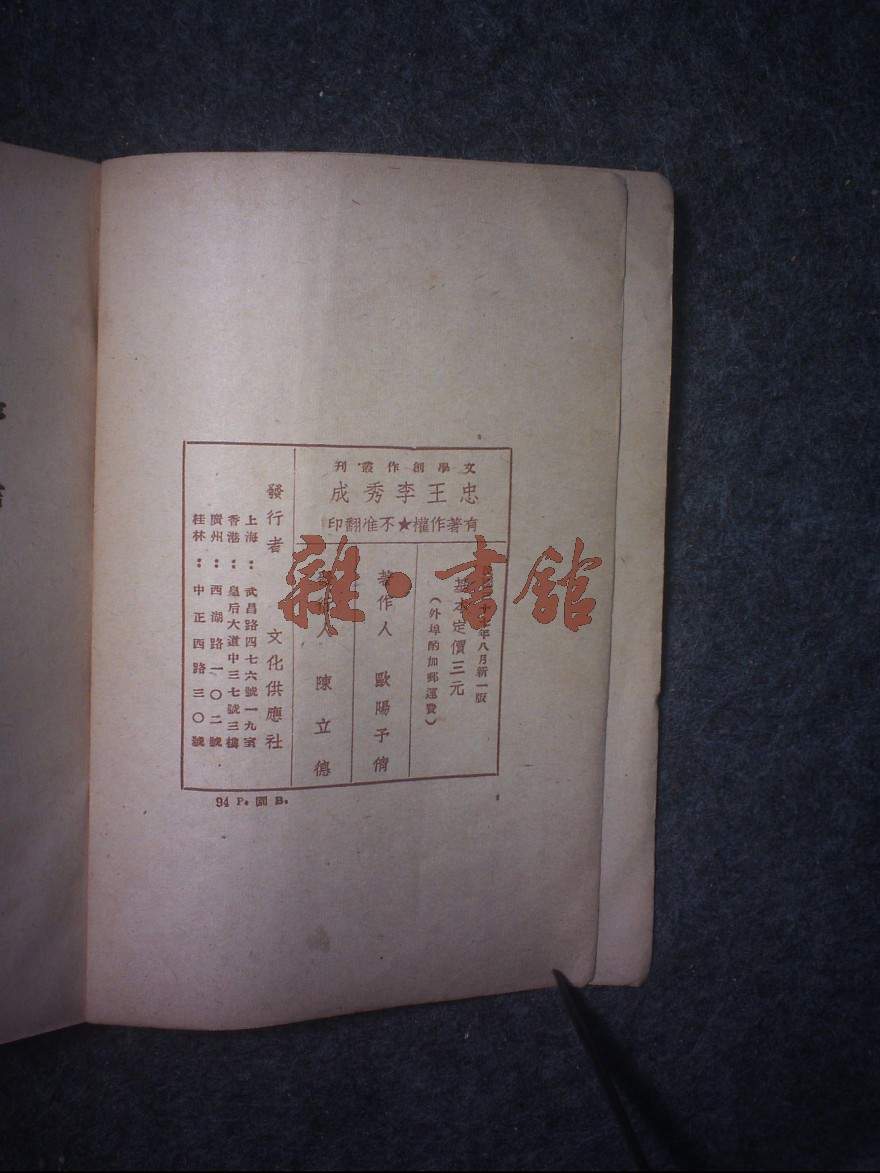 文學創作叢刊
忠王李秀成
有著作權★不准翻印
年八月新一版
基本定價三元
（外埠酌加郵運費）
著作人 歐陽予倩
人 陳立德
發行者 文化供應社
上海：武昌路四七六號一九室
香港：皇后大道中三七號三樓
廣州：西湖路一〇二號
桂林：中正西路三〇號
94 P. B.
雜·書館